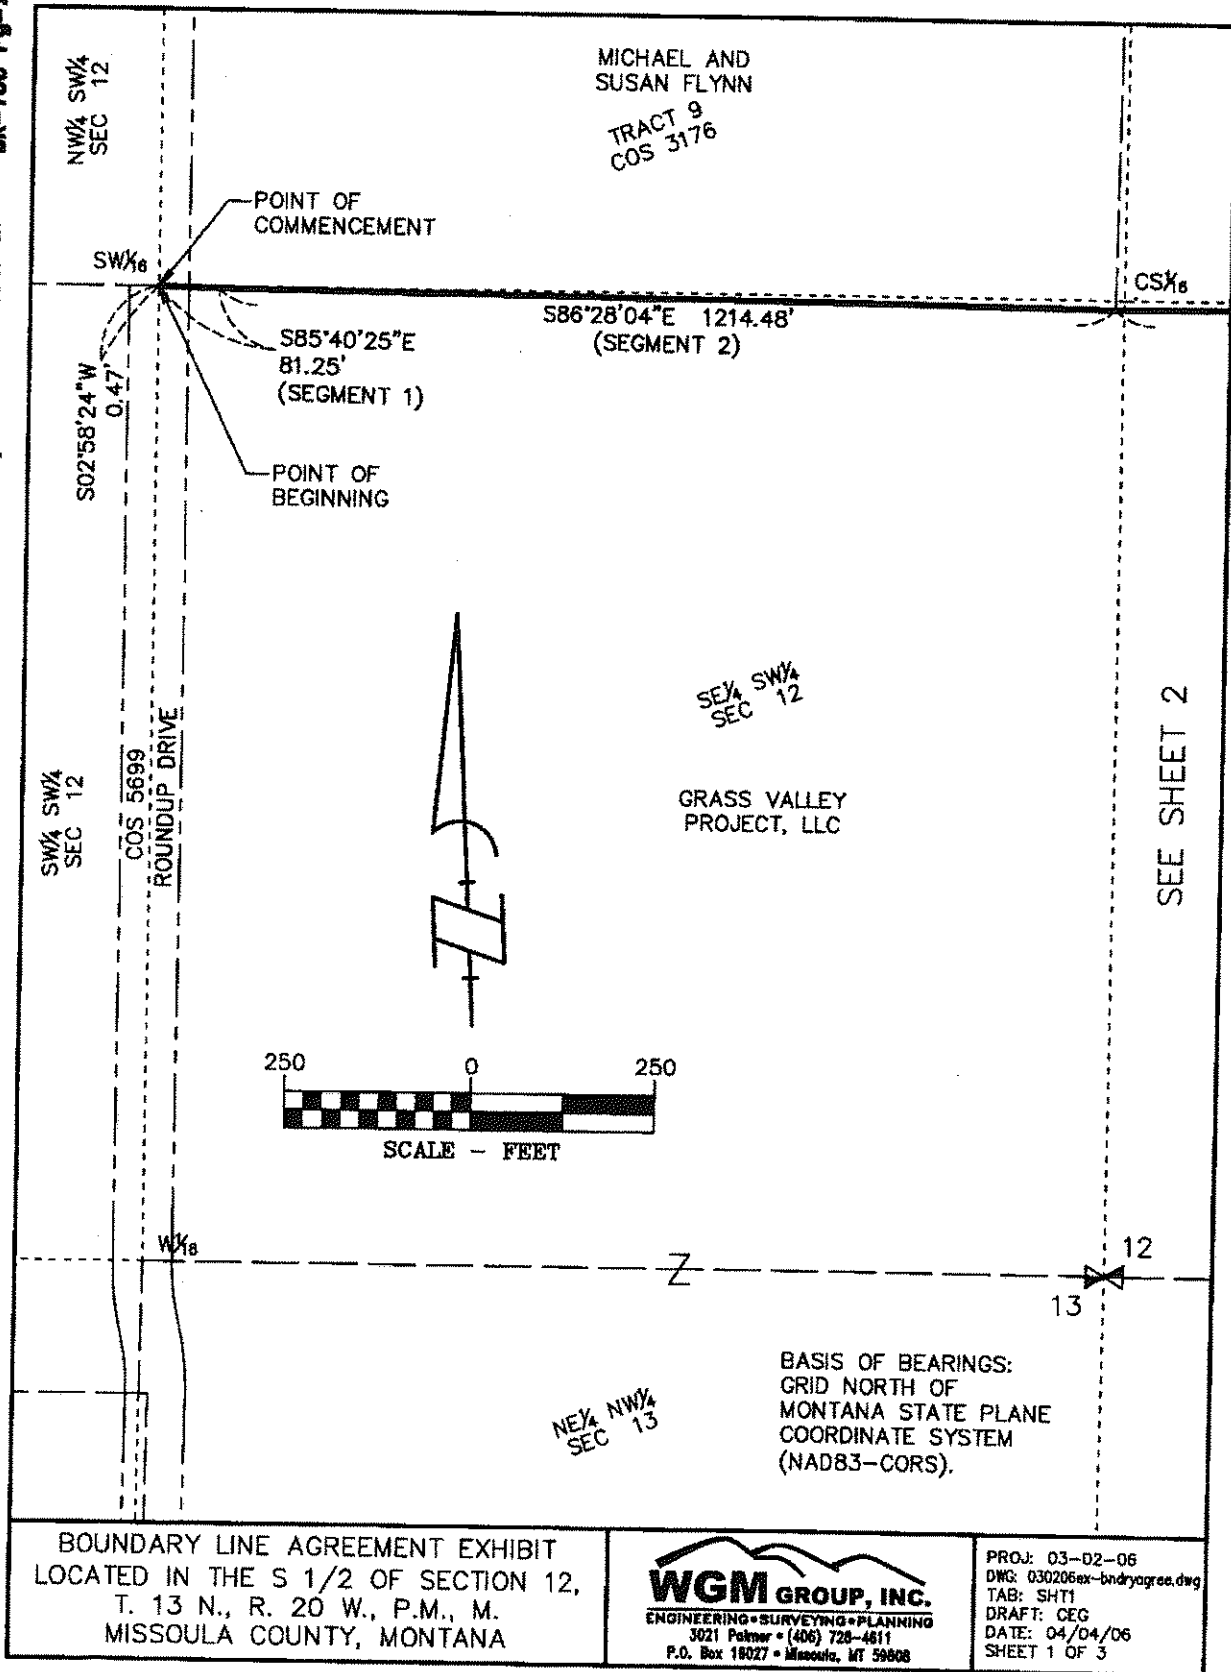 MICHAEL AND
SUSAN FLYNN
TRACT 9
COS 3176
NW¼ SW¼
SEC 12
POINT OF
COMMENCEMENT
SW1/16
CS1/16
S86°28'04"E 1214.48'
(SEGMENT 2)
S85°40'25"E
81.25'
(SEGMENT 1)
S02°58'24"W
0.47'
POINT OF
BEGINNING
SE¼ SW¼
SEC 12
SEE SHEET 2
SW¼ SW¼
SEC 12
COS 5699
ROUNDUP DRIVE
GRASS VALLEY
PROJECT, LLC
250 0 250
SCALE - FEET
W1/16
Z
12
13
BASIS OF BEARINGS:
GRID NORTH OF
MONTANA STATE PLANE
COORDINATE SYSTEM
(NAD83-CORS).
NE¼ NW¼
SEC 13
BOUNDARY LINE AGREEMENT EXHIBIT
LOCATED IN THE S 1/2 OF SECTION 12,
T. 13 N., R. 20 W., P.M., M.
MISSOULA COUNTY, MONTANA
WGM GROUP, INC.
ENGINEERING•SURVEYING•PLANNING
3021 Palmer • (406) 728-4611
P.O. Box 16027 • Missoula, MT 59808
PROJ: 03-02-06
DWG: 030206ex-bndryagree.dwg
TAB: SHT1
DRAFT: CEG
DATE: 04/04/06
SHEET 1 OF 3